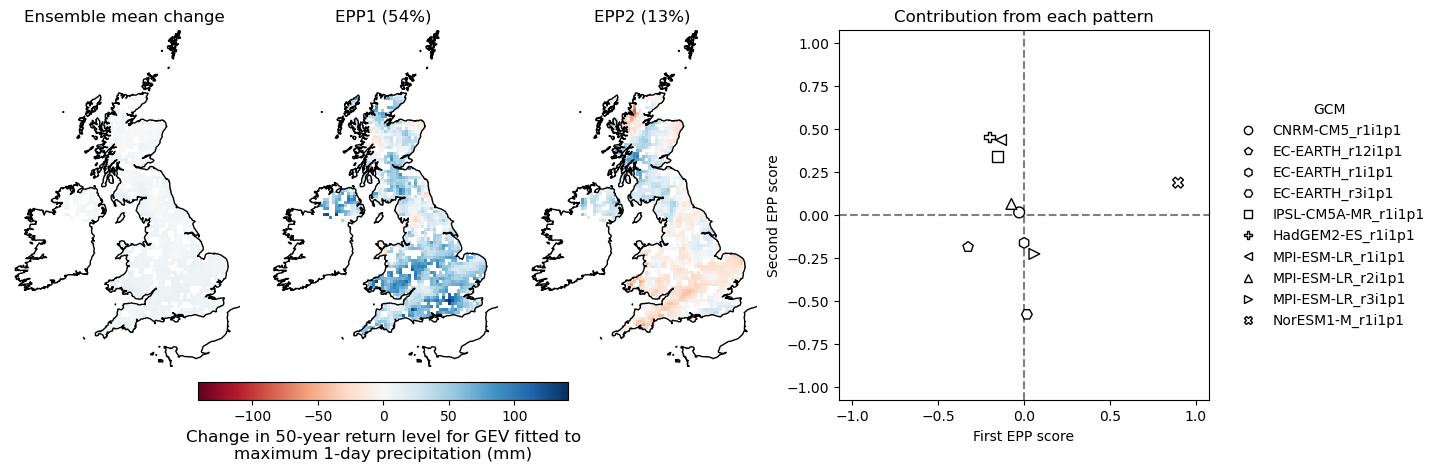 Ensemble mean change
EPP1 (54%)
EPP2 (13%)
−100
−50
0
50
100
Change in 50-year return level for GEV fitted to
maximum 1-day precipitation (mm)
Contribution from each pattern
Second EPP score
1.00
0.75
0.50
0.25
0.00
−0.25
−0.50
−0.75
−1.00
−1.0
−0.5
0.0
0.5
1.0
First EPP score
GCM
CNRM-CM5_r1i1p1
EC-EARTH_r12i1p1
EC-EARTH_r1i1p1
EC-EARTH_r3i1p1
IPSL-CM5A-MR_r1i1p1
HadGEM2-ES_r1i1p1
MPI-ESM-LR_r1i1p1
MPI-ESM-LR_r2i1p1
MPI-ESM-LR_r3i1p1
NorESM1-M_r1i1p1